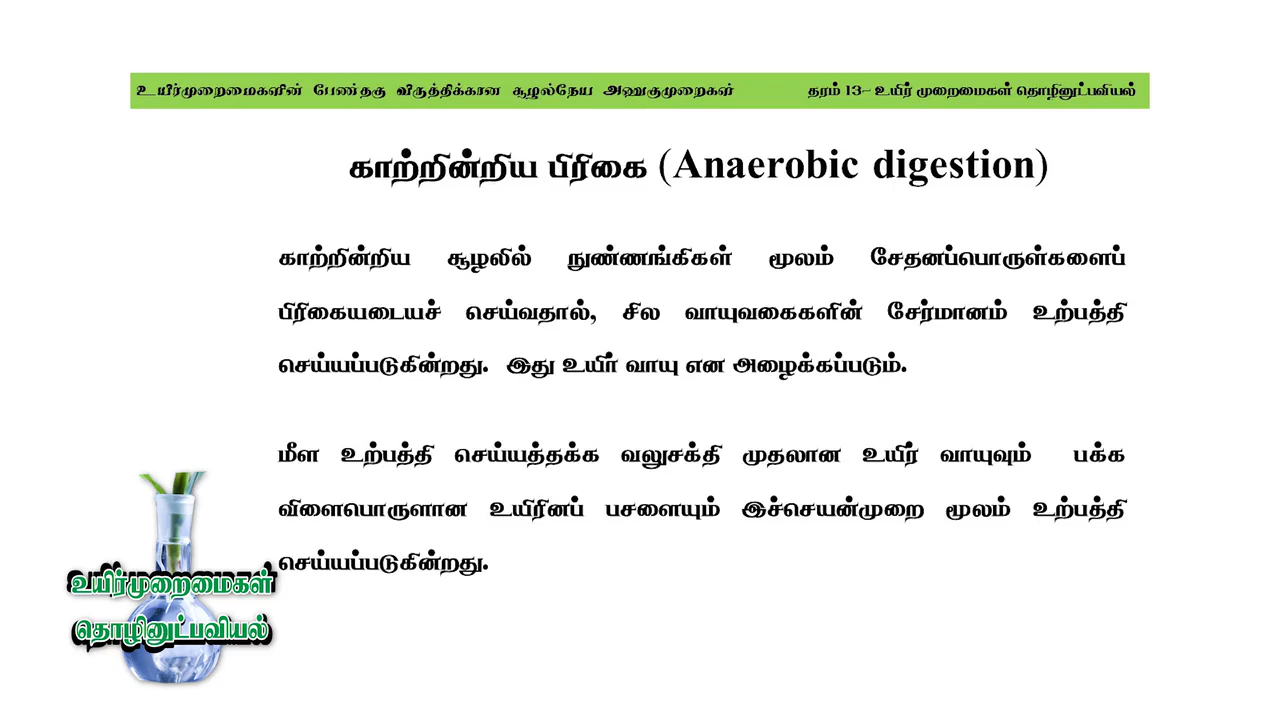 உயிர்முறைமைகளின் பேண்தகு விருத்திக்கான சூழல்நேய அணுகுமுறைகள் தரம் 13– உயிர் முறைமைகள் தொழினுட்பவியல்
காற்றின்றிய பிரிகை (Anaerobic digestion)
காற்றின்றிய சூழலில் நுண்ணங்கிகள் மூலம் சேதனப்பொருள்களைப்
பிரிகையடையச் செய்வதால், சில வாயுவகைகளின் சேர்மானம் உற்பத்தி
செய்யப்படுகின்றது. இது உயிர் வாயு என அழைக்கப்படும்.
மீள உற்பத்தி செய்யத்தக்க வலுசக்தி முதலான உயிர் வாயுவும் பக்க
விளைபொருளான உயிரினப் பசளையும் இச்செயன்முறை மூலம் உற்பத்தி
செய்யப்படுகின்றது.
உயிர்முறைமைகள்
தொழினுட்பவியல்